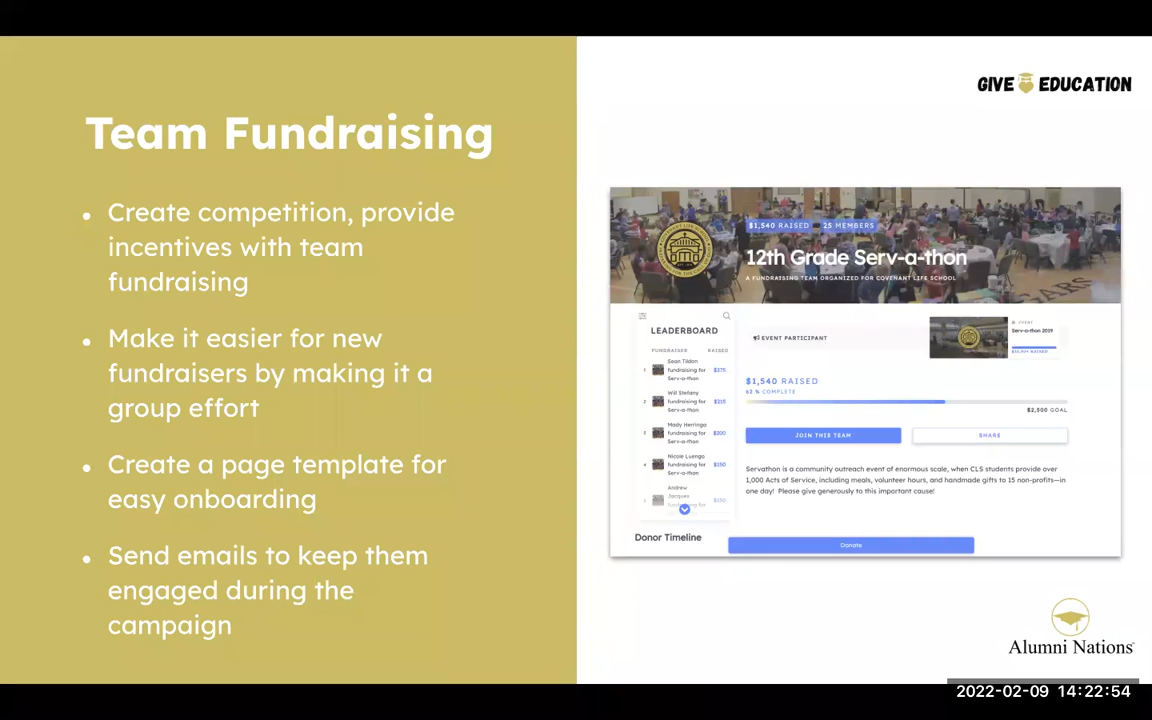 GIVE EDUCATION
Team Fundraising
• Create competition, provide
incentives with team
fundraising
• Make it easier for new
fundraisers by making it a
group effort
• Create a page template for
easy onboarding
• Send emails to keep them
engaged during the
campaign
$1,540 RAISED
25 MEMBERS
12th Grade Serv-a-thon
A FUNDRAISING TEAM ORGANIZED FOR COVENANT LIFE SCHOOL
LEADERBOARD
FUNDRAISER RAISED
1 Sean Tildon
fundraising for
Serv-a-thon
$375
2 Will Stefany
fundraising for
Serv-a-thon
$315
3 Mady Herringa
fundraising for
Serv-a-thon
$200
4 Nicole Luengo
fundraising for
Serv-a-thon
$150
Andrew
Jacques
fundraising for
$150
Donor Timeline
EVENT PARTICIPANT
EVENT
Serv-a-thon 2019
RAISED
$1,540 RAISED
62 % COMPLETE
$2,500 GOAL
JOIN THIS TEAM
SHARE
Servathon is a community outreach event of enormous scale, when CLS students provide over
1,000 Acts of Service, including meals, volunteer hours, and handmade gifts to 15 non-profits—in
one day! Please give generously to this important cause!
Donate
Alumni Nations
2022-02-09 14:22:54